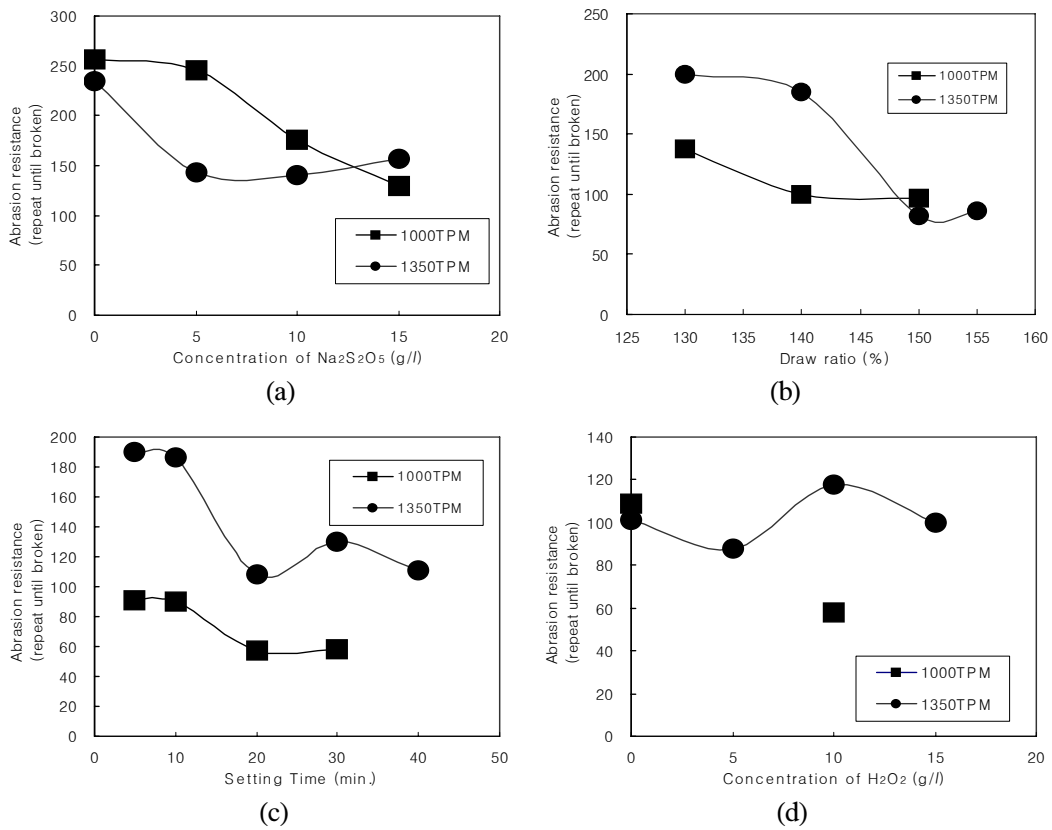 300
250
200
150
100
50
0
0 5 10 15 20
Abrasion resistance
(repeat until broken)
Concentration of Na2S2O5 (g/l)
1000TPM
1350TPM
(a)
250
200
150
100
50
0
125 130 135 140 145 150 155 160
Abrasion resistance
(repeat until broken)
Draw ratio (%)
1000TPM
1350TPM
(b)
200
180
160
140
120
100
80
60
40
20
0
0 10 20 30 40 50
Abrasion resistance
(repeat until broken)
Setting Time (min.)
1000TPM
1350TPM
(c)
140
120
100
80
60
40
20
0
0 5 10 15 20
Abrasion resistance
(repeat until broken)
Concentration of H2O2 (g/l)
1000TPM
1350TPM
(d)